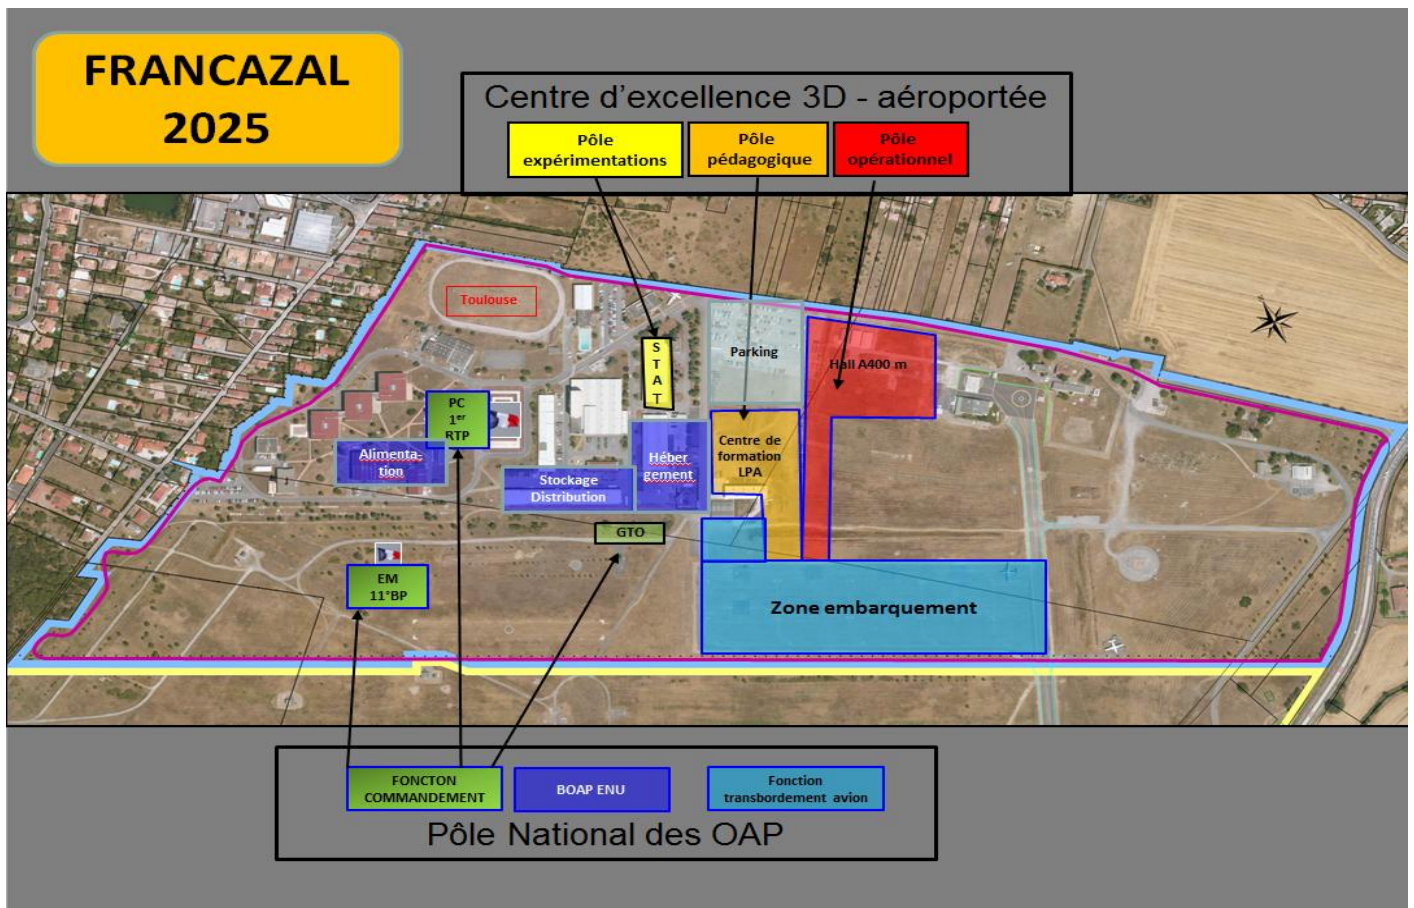 FRANCAZAL
2025
Centre d'excellence 3D - aéroportée
Pôle
expérimentations
Pôle
pédagogique
Pôle
opérationnel
Toulouse
S
T
A
T
Parking
Hall A400 m
PC
1er
RTP
Alimenta-
tion
Stockage
Distribution
Héber
gement
Centre de
formation
LPA
GTO
EM
11°BP
Zone embarquement
FONCTON
COMMANDEMENT
BOAP ENU
Fonction
transbordement avion
Pôle National des OAP